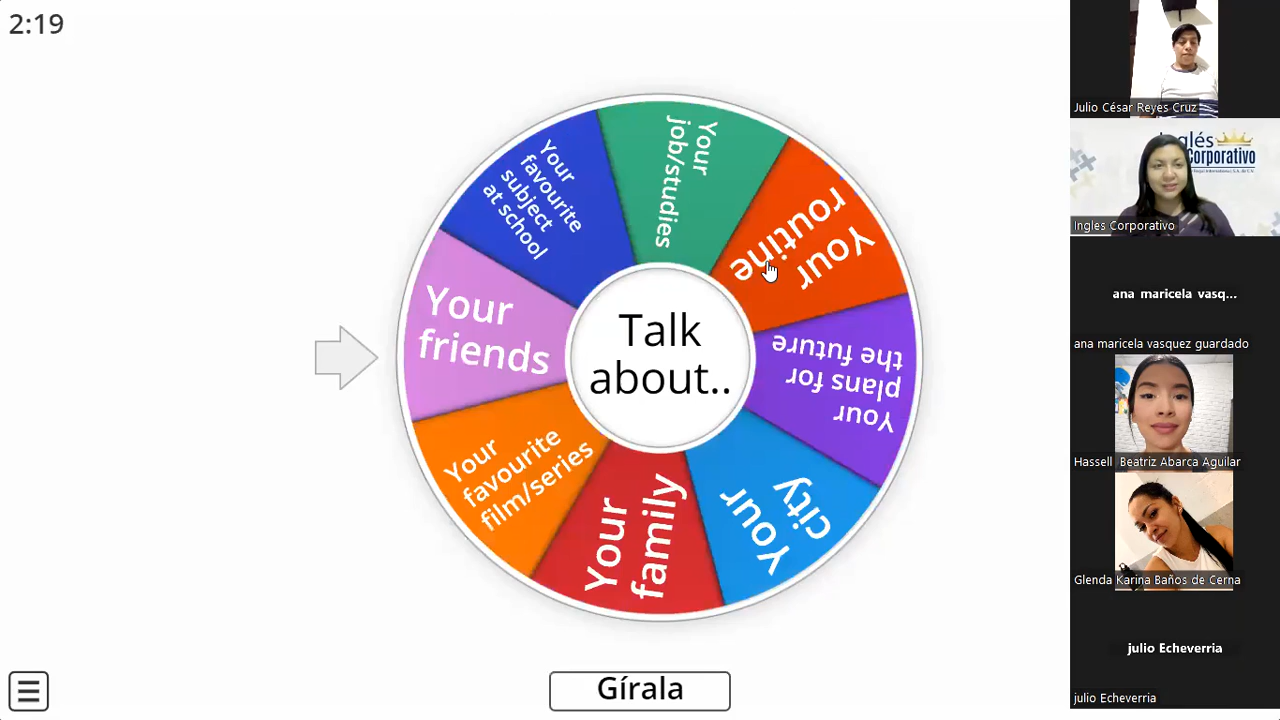 2:19
Your
job/studies
Your
routine
Your
plans for
the future
Your
city
Your
family
Your
favourite
film/series
Your
friends
Your
favourite
subject
at school
Talk
about..
Gírala
Julio César Reyes Cruz
Inglés
Corporativo
Ingles Corporativo
ana maricela vasq...
ana maricela vasquez guardado
Hassell Beatriz Abarca Aguilar
Glenda Karina Baños de Cerna
julio Echeverria
julio Echeverria